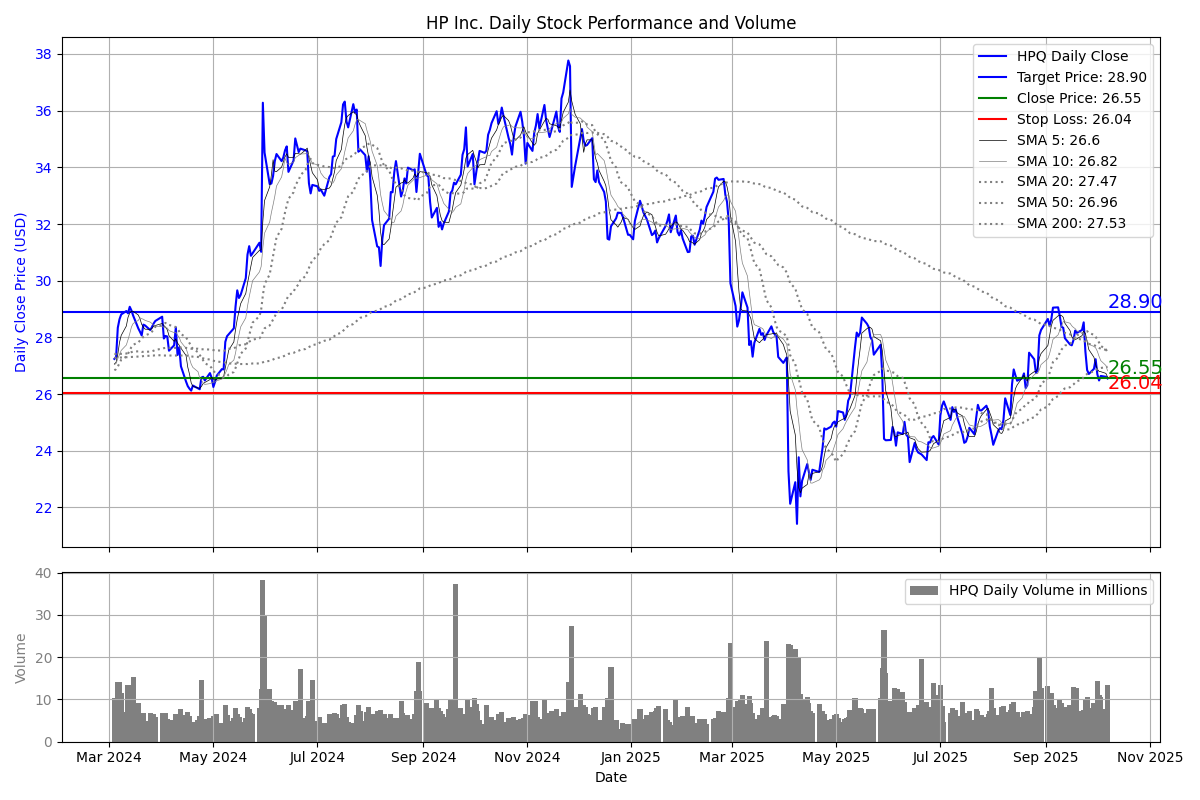 HP Inc. Daily Stock Performance and Volume
Daily Close Price (USD)
38
36
34
32
30
28
26
24
22
HPQ Daily Close
Target Price: 28.90
Close Price: 26.55
Stop Loss: 26.04
SMA 5: 26.6
SMA 10: 26.82
SMA 20: 27.47
SMA 50: 26.96
SMA 200: 27.53
28.90
26.55
26.04
Volume
40
30
20
10
0
HPQ Daily Volume in Millions
Mar 2024
May 2024
Jul 2024
Sep 2024
Nov 2024
Jan 2025
Mar 2025
May 2025
Jul 2025
Sep 2025
Nov 2025
Date